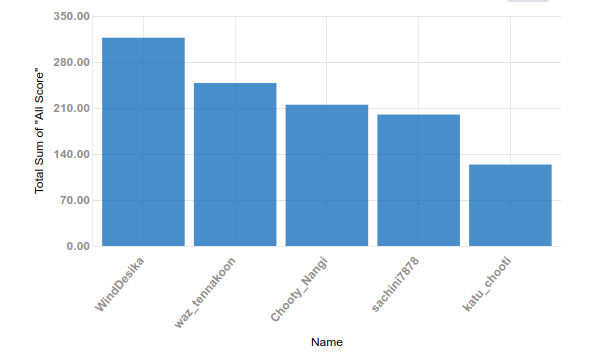 350.00
280.00
210.00
140.00
70.00
0.00
Total Sum of "All Score"
WindDesika
waz_tennakoon
Chooty_Nangi
sachini7878
katu_chooti
Name